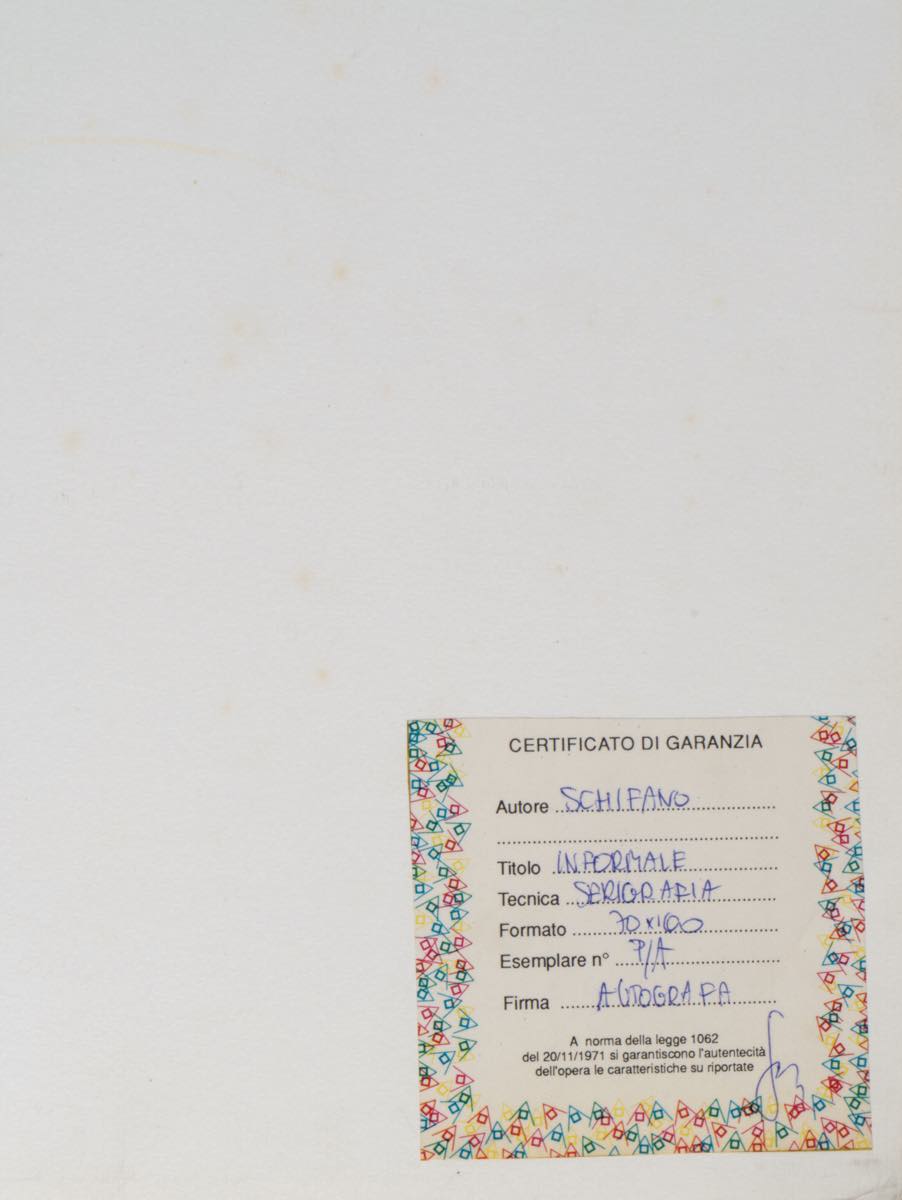 CERTIFICATO DI GARANZIA
Autore SCHIFANO
Titolo INFORMALE
Tecnica SERIGRAFIA
Formato 70x100
Esemplare n° P/A
Firma AUTOGRAFA
A norma della legge 1062
del 20/11/1971 si garantiscono l'autentecità
dell'opera le caratteristiche su riportate